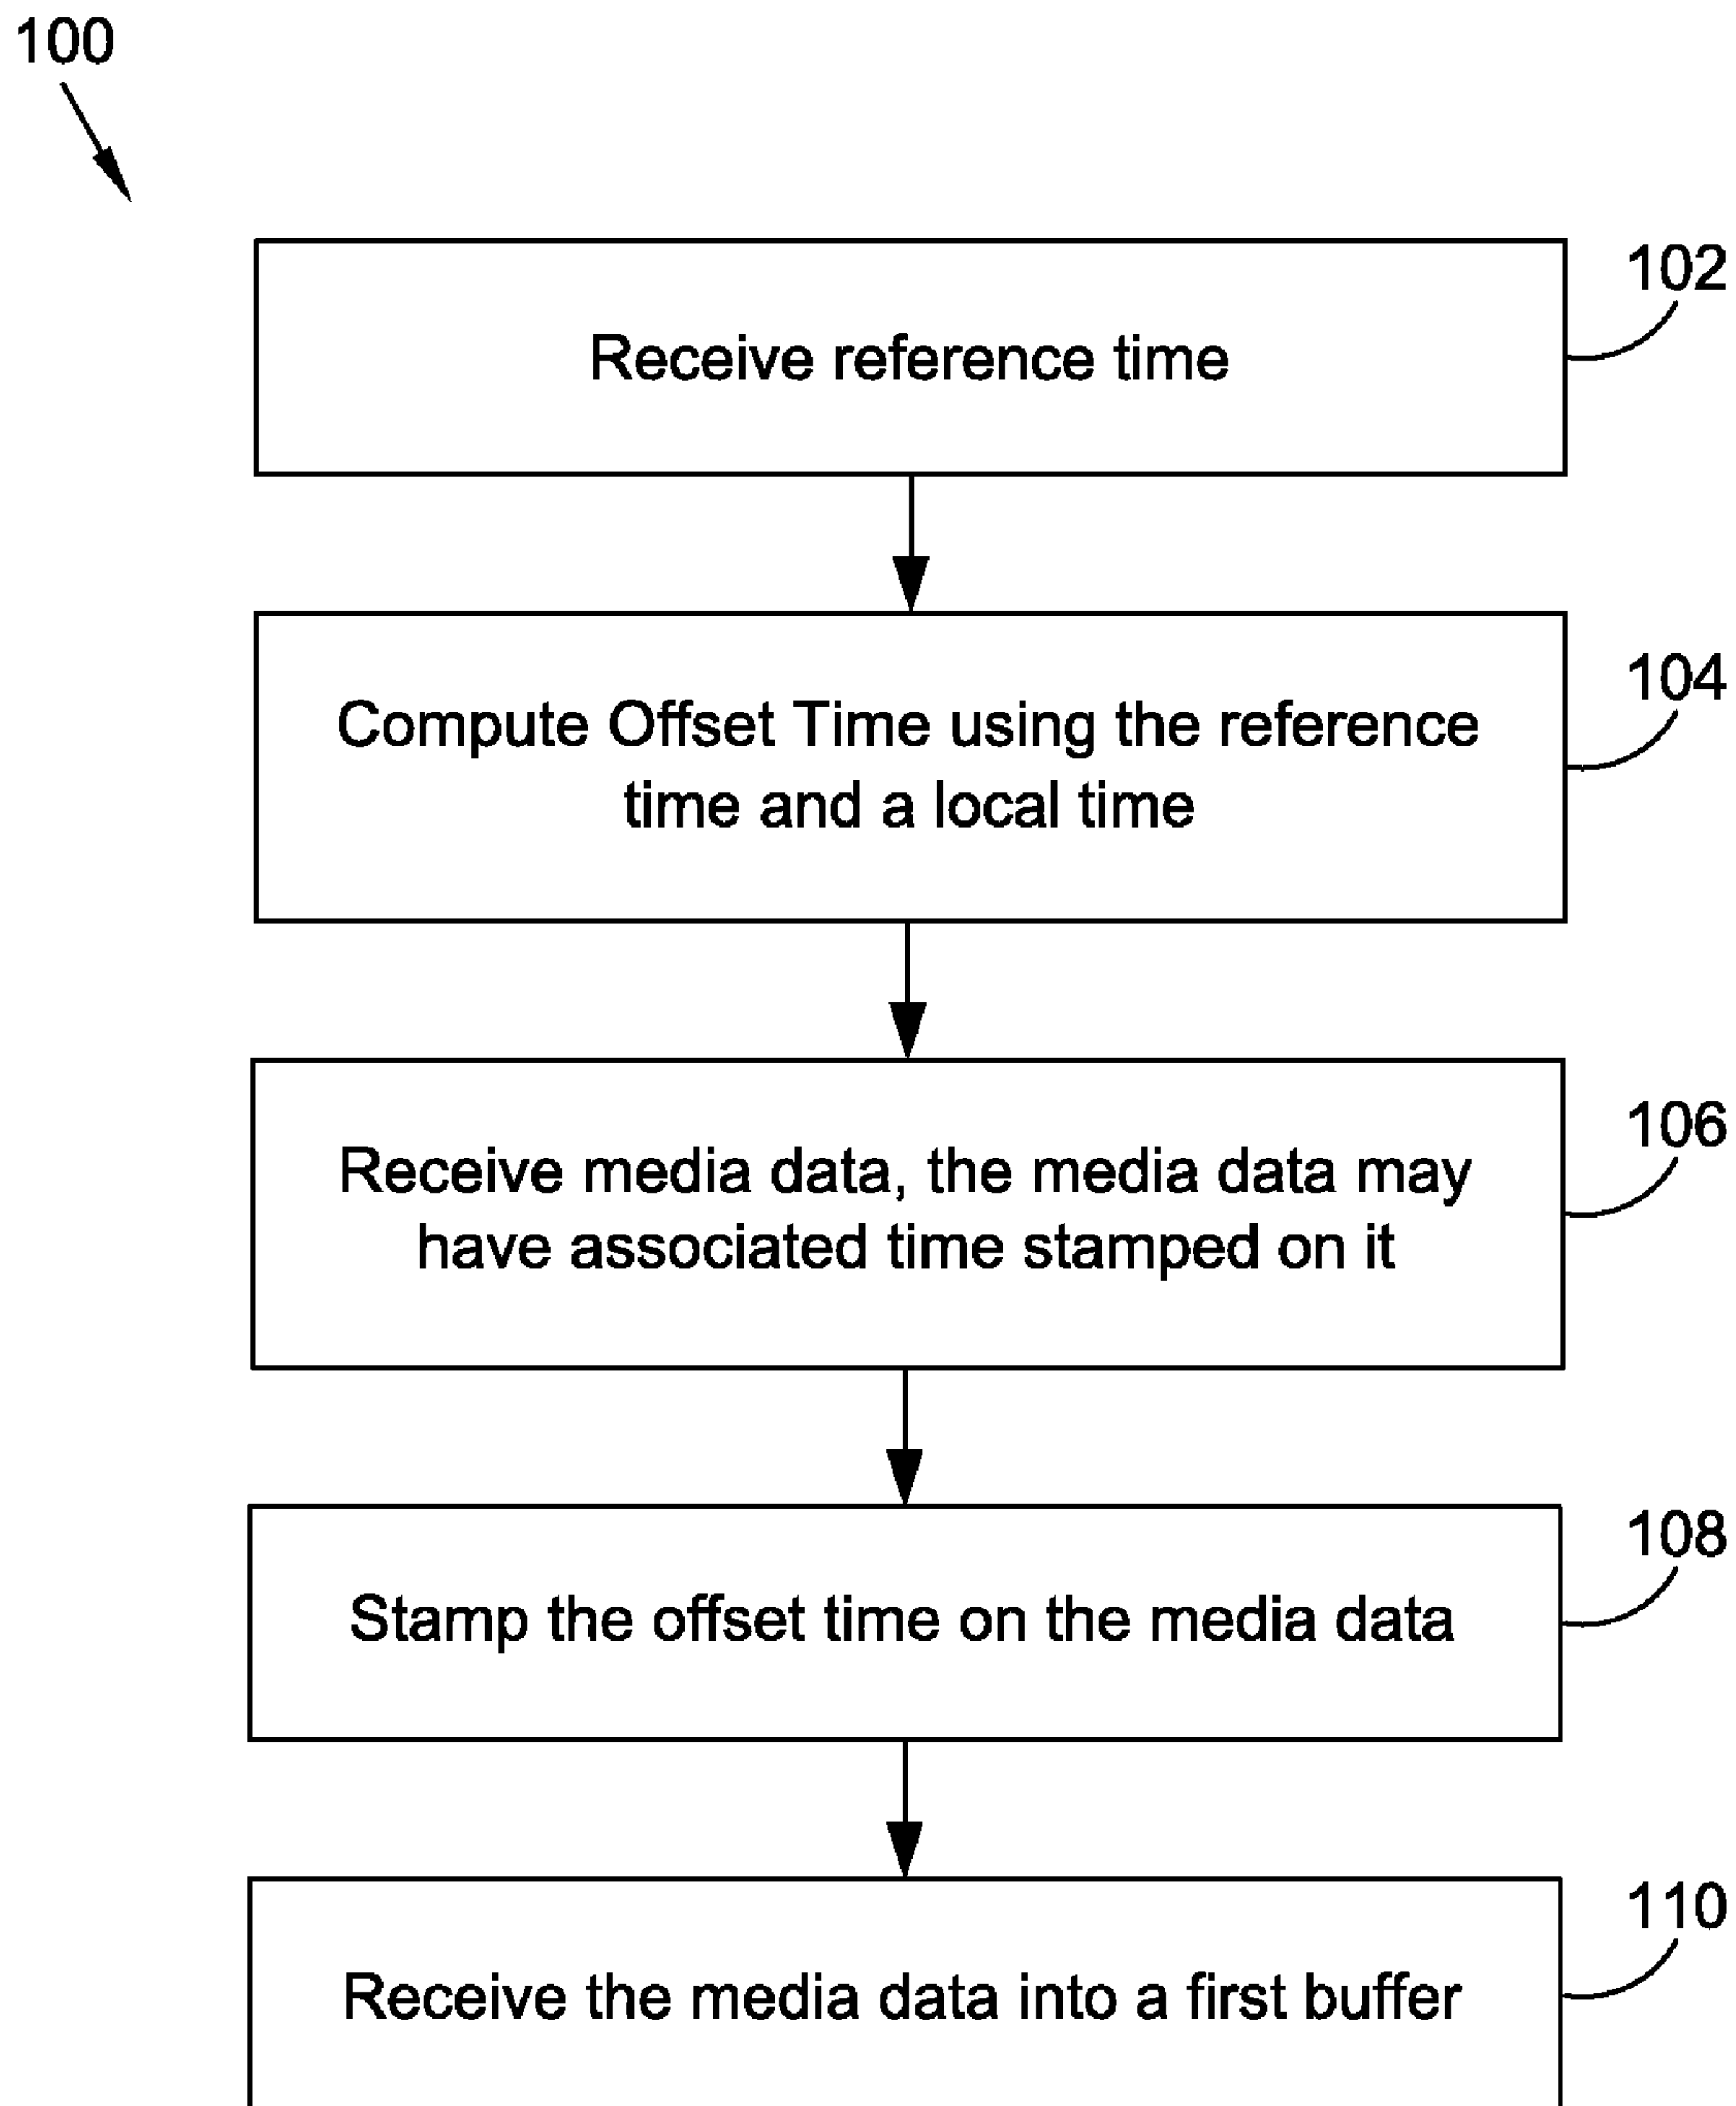 100
102
Receive reference time
104
Compute Offset Time using the reference
time and a local time
106
Receive media data, the media data may
have associated time stamped on it
108
Stamp the offset time on the media data
110
Receive the media data into a first buffer